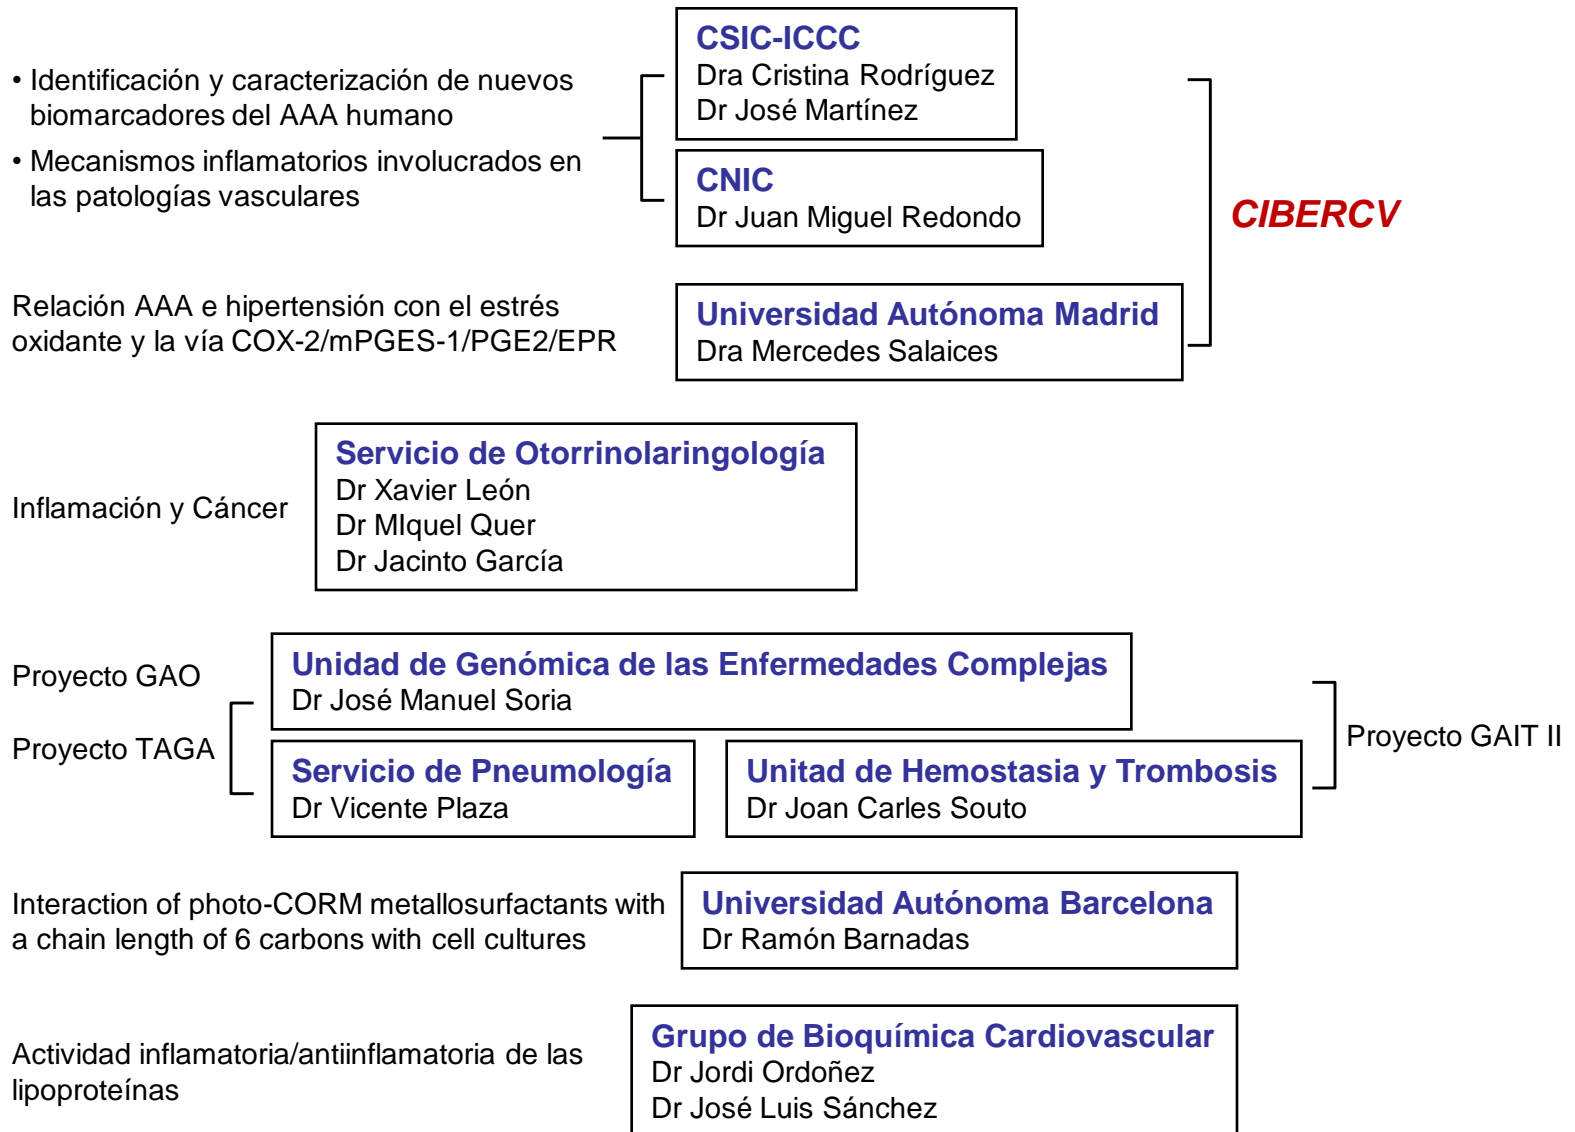 • Identificación y caracterización de nuevos
biomarcadores del AAA humano
• Mecanismos inflamatorios involucrados en
las patologías vasculares
CSIC-ICCC
Dra Cristina Rodríguez
Dr José Martínez
CNIC
Dr Juan Miguel Redondo
CIBERCV
Relación AAA e hipertensión con el estrés
oxidante y la vía COX-2/mPGES-1/PGE2/EPR
Universidad Autónoma Madrid
Dra Mercedes Salaices
Inflamación y Cáncer
Servicio de Otorrinolaringología
Dr Xavier León
Dr MIquel Quer
Dr Jacinto García
Proyecto GAO
Proyecto TAGA
Unidad de Genómica de las Enfermedades Complejas
Dr José Manuel Soria
Servicio de Pneumología
Dr Vicente Plaza
Unitad de Hemostasia y Trombosis
Dr Joan Carles Souto
Proyecto GAIT II
Interaction of photo-CORM metallosurfactants with
a chain length of 6 carbons with cell cultures
Universidad Autónoma Barcelona
Dr Ramón Barnadas
Actividad inflamatoria/antiinflamatoria de las
lipoproteínas
Grupo de Bioquímica Cardiovascular
Dr Jordi Ordoñez
Dr José Luis Sánchez